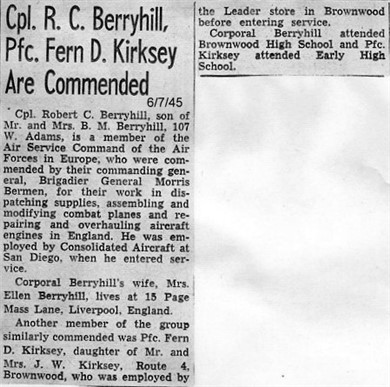 Cpl. R. C. Berryhill,
Pfc. Fern D. Kirksey
Are Commended
6/7/45
Cpl. Robert C. Berryhill, son of
Mr. and Mrs. B. M. Berryhill, 107
W. Adams, is a member of the
Air Service Command of the Air
Forces in Europe, who were com-
mended by their commanding gen-
eral, Brigadier General Morris
Bermen, for their work in dis-
patching supplies, assembling and
modifying combat planes and re-
pairing and overhauling aircraft
engines in England. He was em-
ployed by Consolidated Aircraft at
San Diego, when he entered ser-
vice.
Corporal Berryhill's wife, Mrs.
Ellen Berryhill, lives at 15 Page
Mass Lane, Liverpool, England.
Another member of the group
similarly commended was Pfc. Fern
D. Kirksey, daughter of Mr. and
Mrs. J. W. Kirksey, Route 4,
Brownwood, who was employed by
the Leader store in Brownwood
before entering service.
Corporal Berryhill attended
Brownwood High School and Pfc.
Kirksey attended Early High
School.